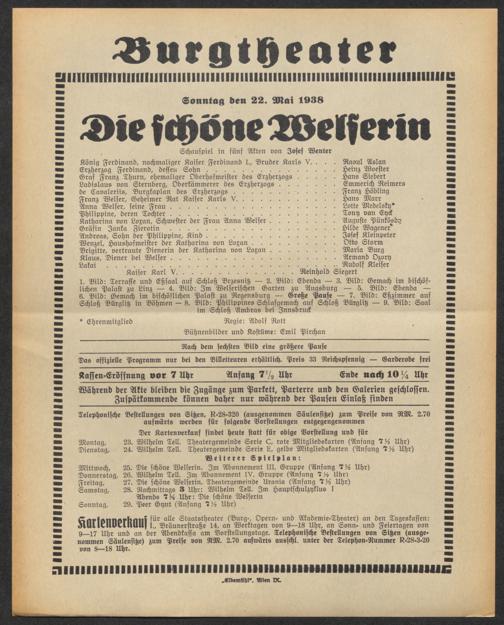 Burgtheater
Sonntag den 22. Mai 1938
Die schöne Welserin
Schauspiel in fünf Akten von Josef Wenter
König Ferdinand, nachmaliger Kaiser Ferdinand I., Bruder Karls V. . . . . Raoul Aslan
Erzherzog Ferdinand, dessen Sohn . . . . Heinz Woester
Graf Franz Thurn, ehemaliger Obersthofmeister des Erzherzogs . . . . Hans Siebert
Ladislaus von Sternberg, Oberkämmerer des Erzherzogs . . . . Emmerich Reimers
de Cavalleriis, Burgkaplan des Erzherzogs . . . . Franz Höbling
Franz Welser, Geheimer Rat Kaiser Karls V. . . . . Hans Marr
Anna Welser, seine Frau . . . . Lotte Medelsky*
Philippine, deren Tochter . . . . Tony van Eyck
Katharina von Loxan, Schwester der Frau Anna Welser . . . . Auguste Pünkösdy
Gräfin Janka Fierotin . . . . Hilde Wagener
Andreas, Sohn der Philippine, Kind . . . . Josef Kleinpeter
Wenzel, Haushofmeister der Katharina von Loxan . . . . Otto Storm
Brigitte, vertraute Dienerin der Katharina von Loxan . . . . Maria Burg
Klaus, Diener bei Welser . . . . Armand Ozory
Lakai . . . . Rudolf Kleiser
Kaiser Karl V. . . . . Reinhold Siegert
1. Bild: Terrasse und Eßsaal auf Schloß Bresnitz — 2. Bild: Ebenda — 3. Bild: Gemach im bischöf-
lichen Palast zu Linz — 4. Bild: Im Welserischen Garten zu Augsburg — 5. Bild: Ebenda —
6. Bild: Gemach im bischöflichen Palast zu Regensburg — Große Pause — 7. Bild: Eßzimmer auf
Schloß Bürglitz in Böhmen — 8. Bild: Philippinens Schlafgemach auf Schloß Bürglitz — 9. Bild: Saal
im Schloß Ambras bei Innsbruck
* Ehrenmitglied Regie: Adolf Rott
Bühnenbilder und Kostüme: Emil Pirchan
Nach dem sechsten Bild eine größere Pause
Das offizielle Programm nur bei den Billetteuren erhältlich. Preis 33 Reichspfennig — Garderobe frei
Kassen-Eröffnung vor 7 Uhr Anfang 7½ Uhr Ende nach 10¼ Uhr
Während der Akte bleiben die Zugänge zum Parkett, Parterre und den Galerien geschlossen.
Zuspätkommende können daher nur während der Pausen Einlaß finden
Telephonische Bestellungen von Sitzen, R-28-320 (ausgenommen Säulensitze) zum Preise von RM. 2.70
aufwärts werden für folgende Vorstellungen entgegengenommen
Der Kartenverkauf findet heute statt für obige Vorstellung und für
Montag, 23. Wilhelm Tell. Theatergemeinde Serie C, rote Mitgliedskarten (Anfang 7½ Uhr)
Dienstag, 24. Wilhelm Tell. Theatergemeinde Serie E, gelbe Mitgliedskarten (Anfang 7½ Uhr)
Weiterer Spielplan:
Mittwoch, 25. Die schöne Welserin. Im Abonnement III. Gruppe (Anfang 7½ Uhr)
Donnerstag, 26. Wilhelm Tell. Im Abonnement IV. Gruppe (Anfang ½ Uhr)
Freitag, 27. Die schöne Welserin. Theatergemeinde Urania (Anfang 7½ Uhr)
Samstag, 28. Nachmittags 3 Uhr: Wilhelm Tell. Im Hauptschulzyklus I
Abends 7½ Uhr: Die schöne Welserin
Sonntag, 29. Peer Gynt (Anfang 7½ Uhr)
Kartenverkauf für alle Staatstheater (Burg-, Opern- und Akademie-Theater) an den Tageskassen:
I., Bräunerstraße 14, an Werktagen von 9—18 Uhr, an Sonn- und Feiertagen von
9—17 Uhr und an der Abendkassa am Vorstellungstage. Telephonische Bestellungen von Sitzen (ausge-
nommen Säulensitze) zum Preise von RM. 2.70 aufwärts ausschl. unter der Telephon-Nummer R-28-3-20
von 8—18 Uhr.
„Elbemühl“, Wien IX.